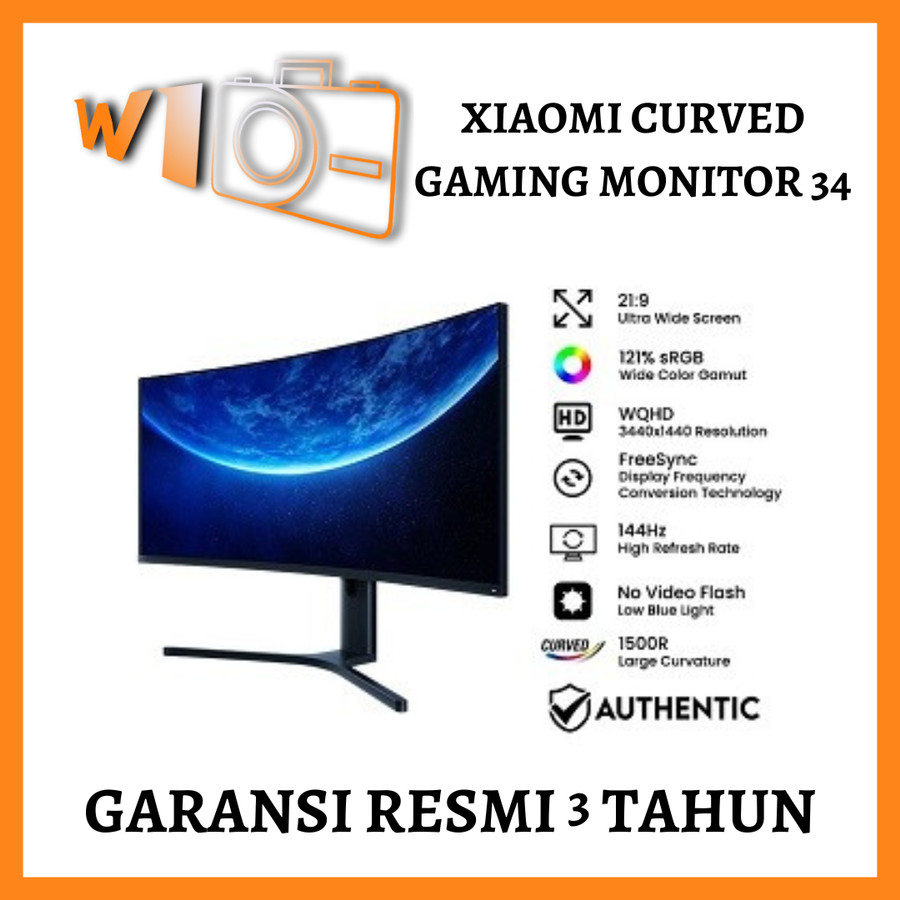 W1
XIAOMI CURVED
GAMING MONITOR 34
21:9
Ultra Wide Screen
121% sRGB
Wide Color Gamut
HD
WQHD
3440x1440 Resolution
FreeSync
Display Frequency
Conversion Technology
144Hz
High Refresh Rate
No Video Flash
Low Blue Light
CURVED
1500R
Large Curvature
AUTHENTIC
GARANSI RESMI 3 TAHUN